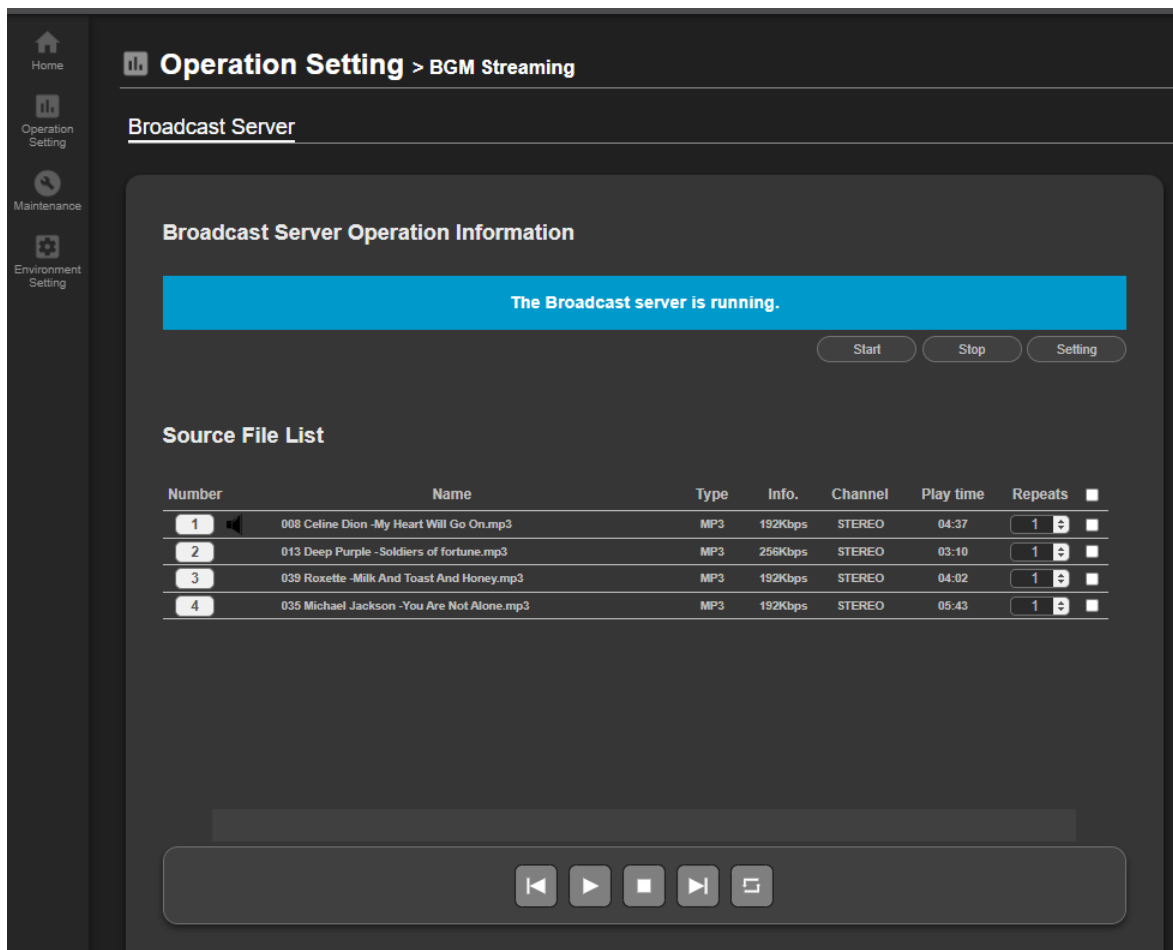 Home
Operation Setting > BGM Streaming
Operation
Setting
Broadcast Server
Maintenance
Environment
Setting
Broadcast Server Operation Information
The Broadcast server is running.
Start Stop Setting
Source File List
Number Name Type Info. Channel Play time Repeats
1 008 Celine Dion -My Heart Will Go On.mp3 MP3 192Kbps STEREO 04:37 1
2 013 Deep Purple -Soldiers of fortune.mp3 MP3 256Kbps STEREO 03:10 1
3 039 Roxette -Milk And Toast And Honey.mp3 MP3 192Kbps STEREO 04:02 1
4 035 Michael Jackson -You Are Not Alone.mp3 MP3 192Kbps STEREO 05:43 1